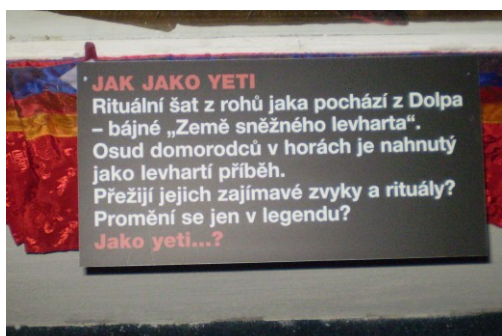 JAK JAKO YETI
Rituální šat z rohů jaka pochází z Dolpa
– bájné „Země sněžného levharta“.
Osud domorodců v horách je nahnutý
jako levhartí příběh.
Přežijí jejich zajímavé zvyky a rituály?
Promění se jen v legendu?
Jako yeti...?